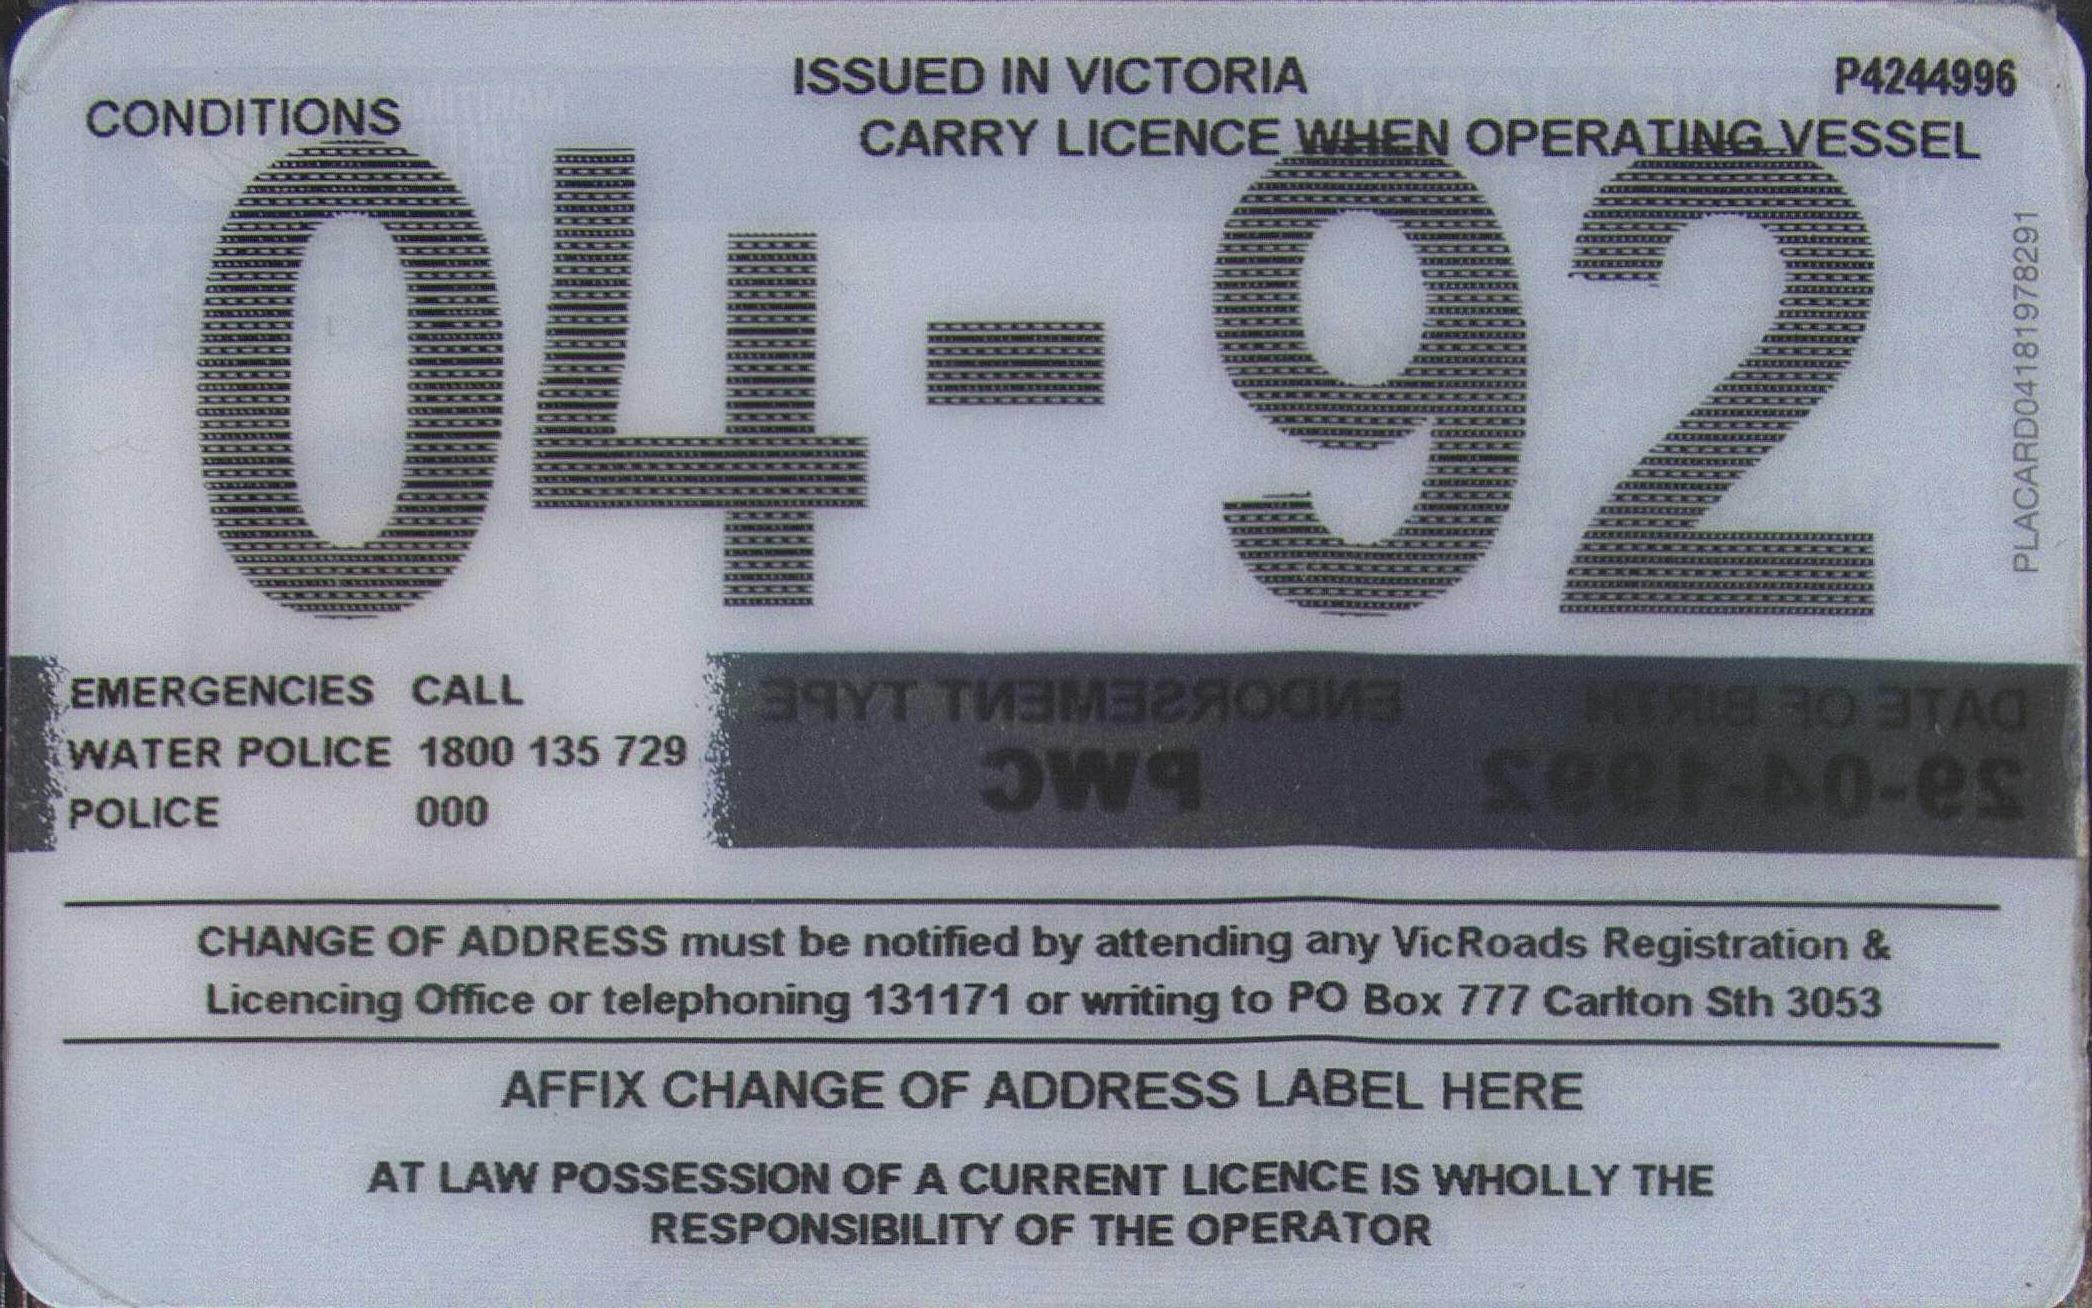 ISSUED IN VICTORIA
P4244996
CONDITIONS
CARRY LICENCE WHEN OPERATING VESSEL
04-92
PLACARD04181978291
EMERGENCIES CALL
WATER POLICE 1800 135 729
POLICE 000
ENDORSEMENT TYPE
PWC
DATE OF BIRTH
29-04-1992
CHANGE OF ADDRESS must be notified by attending any VicRoads Registration &
Licencing Office or telephoning 131171 or writing to PO Box 777 Carlton Sth 3053
AFFIX CHANGE OF ADDRESS LABEL HERE
AT LAW POSSESSION OF A CURRENT LICENCE IS WHOLLY THE
RESPONSIBILITY OF THE OPERATOR